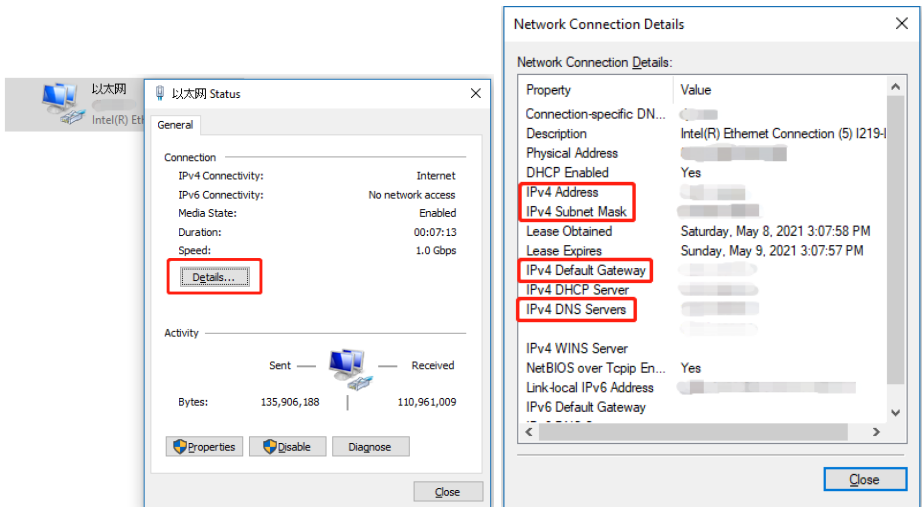 以太网
Intel(R) Eth
以太网 Status
General
Connection
IPv4 Connectivity: Internet
IPv6 Connectivity: No network access
Media State: Enabled
Duration: 00:07:13
Speed: 1.0 Gbps
Details...
Activity
Sent Received
Bytes: 135,906,188 110,961,009
Properties Disable Diagnose
Close
Network Connection Details
Network Connection Details:
Property Value
Connection-specific DN...
Description Intel(R) Ethernet Connection (5) I219-
Physical Address
DHCP Enabled Yes
IPv4 Address
IPv4 Subnet Mask
Lease Obtained Saturday, May 8, 2021 3:07:58 PM
Lease Expires Sunday, May 9, 2021 3:07:57 PM
IPv4 Default Gateway
IPv4 DHCP Server
IPv4 DNS Servers
IPv4 WINS Server
NetBIOS over Tcpip En... Yes
Link-local IPv6 Address
IPv6 Default Gateway
Close